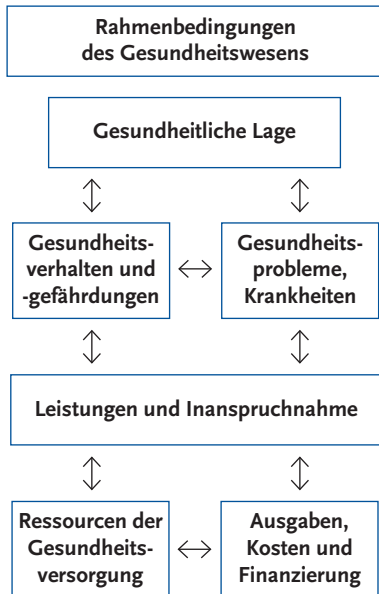 Rahmenbedingungen
des Gesundheitswesens
Gesundheitliche Lage
Gesundheits-
verhalten und
-gefährdungen
Gesundheits-
probleme,
Krankheiten
Leistungen und Inanspruchnahme
Ressourcen der
Gesundheits-
versorgung
Ausgaben,
Kosten und
Finanzierung